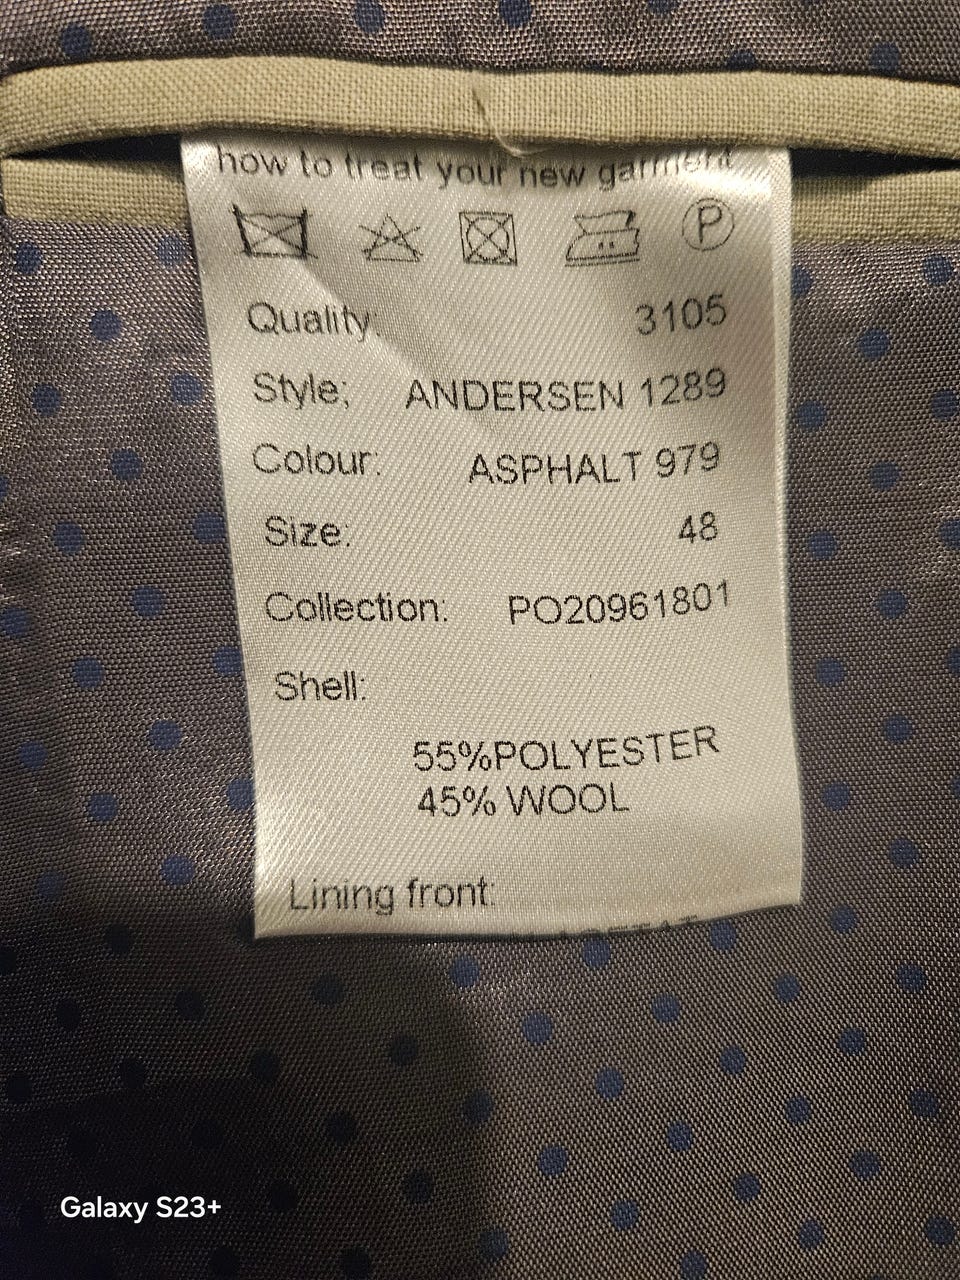 how to treat your new garment
P
Quality: 3105
Style; ANDERSEN 1289
Colour: ASPHALT 979
Size: 48
Collection: PO20961801
Shell:
55%POLYESTER
45% WOOL
Lining front:
Galaxy S23+